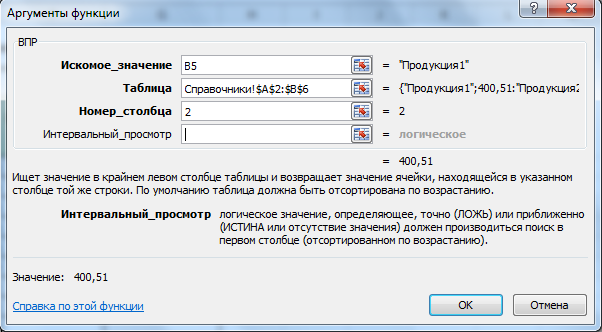 Аргументы функции
ВПР
Искомое_значение B5 = "Продукция1"
Таблица Справочники!$A$2:$B$6 = {"Продукция1";400,51:"Продукция2
Номер_столбца 2 = 2
Интервальный_просмотр = логическое
= 400,51
Ищет значение в крайнем левом столбце таблицы и возвращает значение ячейки, находящейся в указанном
столбце той же строки. По умолчанию таблица должна быть отсортирована по возрастанию.
Интервальный_просмотр логическое значение, определяющее, точно (ЛОЖЬ) или приближенно
(ИСТИНА или отсутствие значения) должен производиться поиск в
первом столбце (отсортированном по возрастанию).
Значение: 400,51
Справка по этой функции
ОК
Отмена